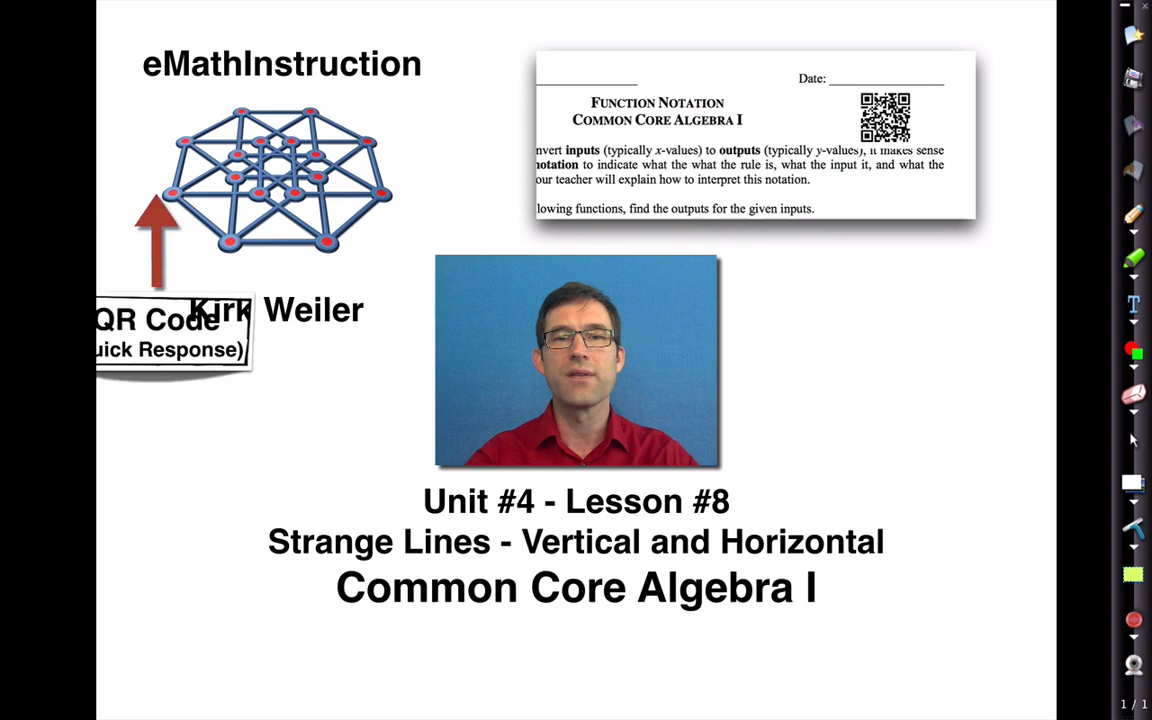 eMathInstruction
Date:
FUNCTION NOTATION
COMMON CORE ALGEBRA I
nvert inputs (typically x-values) to outputs (typically y-values), it makes sense
notation to indicate what the what the rule is, what the input it, and what the
our teacher will explain how to interpret this notation.
lowing functions, find the outputs for the given inputs.
Kirk Weiler
QR Code
uick Response)
Unit #4 - Lesson #8
Strange Lines - Vertical and Horizontal
Common Core Algebra I
T
1 / 1